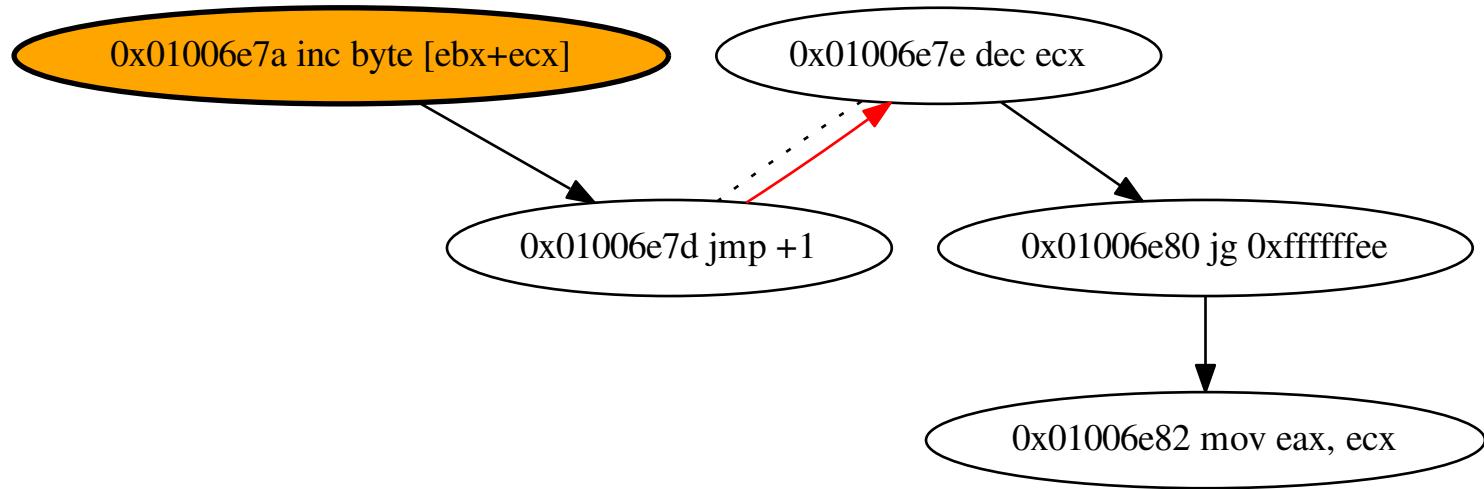 0x01006e7a inc byte [ebx+ecx]
0x01006e7e dec ecx
0x01006e7d jmp +1
0x01006e80 jg 0xffffffee
0x01006e82 mov eax, ecx